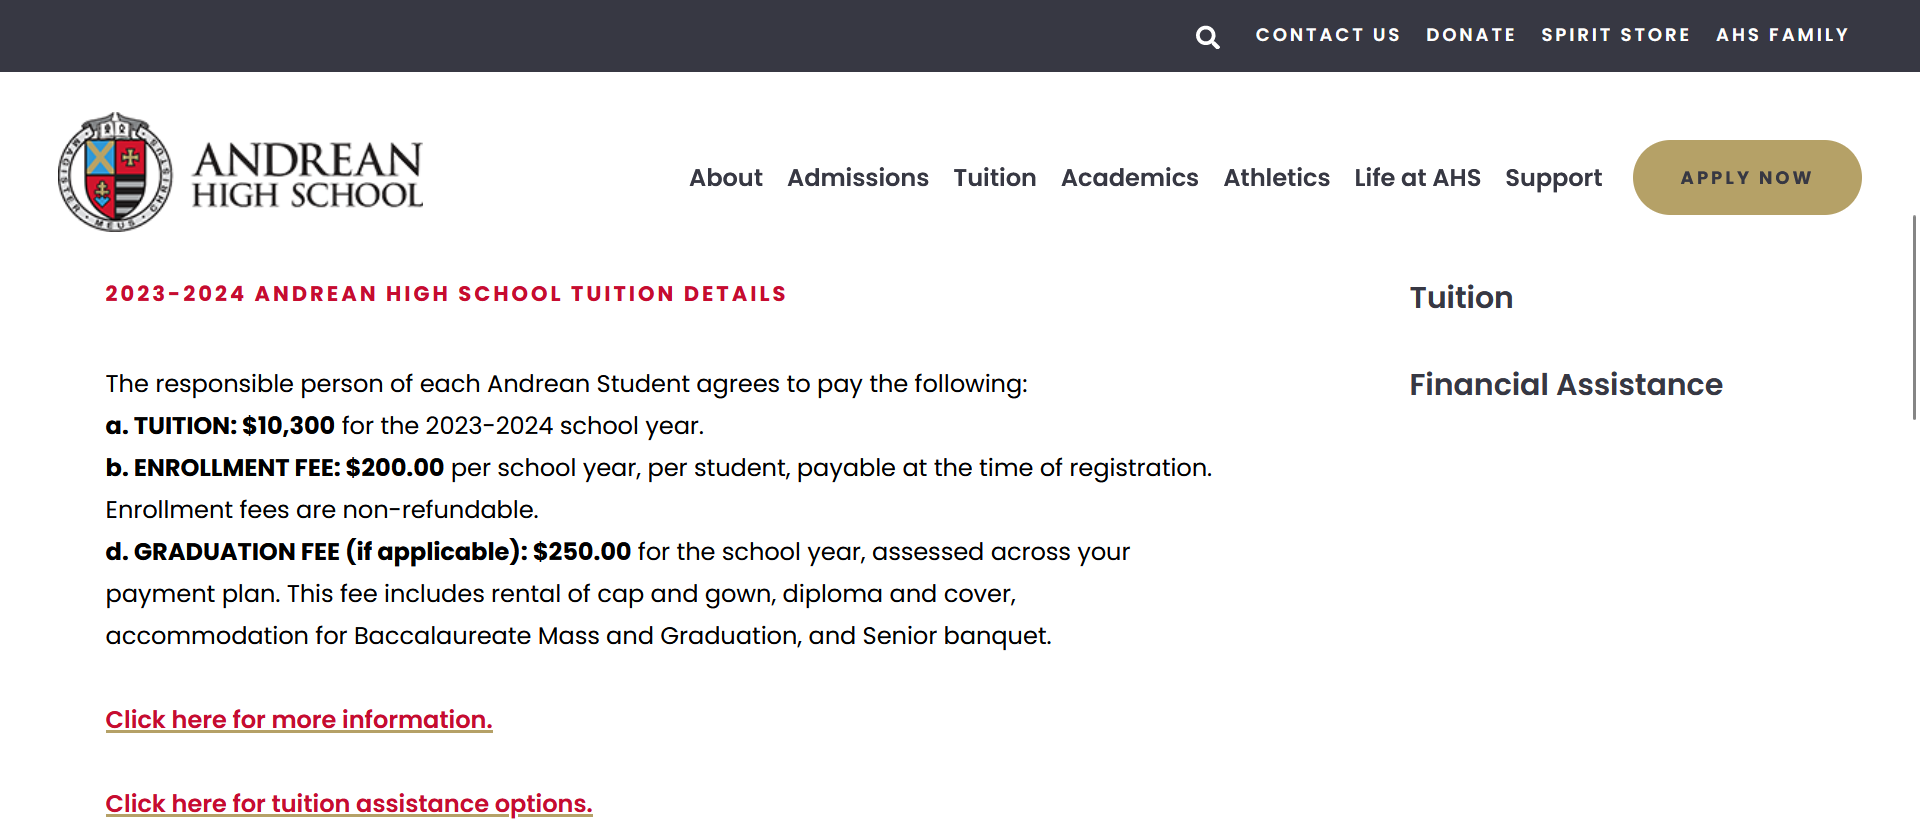 CONTACT US DONATE SPIRIT STORE AHS FAMILY
MAGISTER MEUS CHRISTUS
ANDREAN
HIGH SCHOOL
About Admissions Tuition Academics Athletics Life at AHS Support APPLY NOW
2023-2024 ANDREAN HIGH SCHOOL TUITION DETAILS
The responsible person of each Andrean Student agrees to pay the following:
a. TUITION: $10,300 for the 2023-2024 school year.
b. ENROLLMENT FEE: $200.00 per school year, per student, payable at the time of registration.
Enrollment fees are non-refundable.
d. GRADUATION FEE (if applicable): $250.00 for the school year, assessed across your
payment plan. This fee includes rental of cap and gown, diploma and cover,
accommodation for Baccalaureate Mass and Graduation, and Senior banquet.
Click here for more information.
Click here for tuition assistance options.
Tuition
Financial Assistance